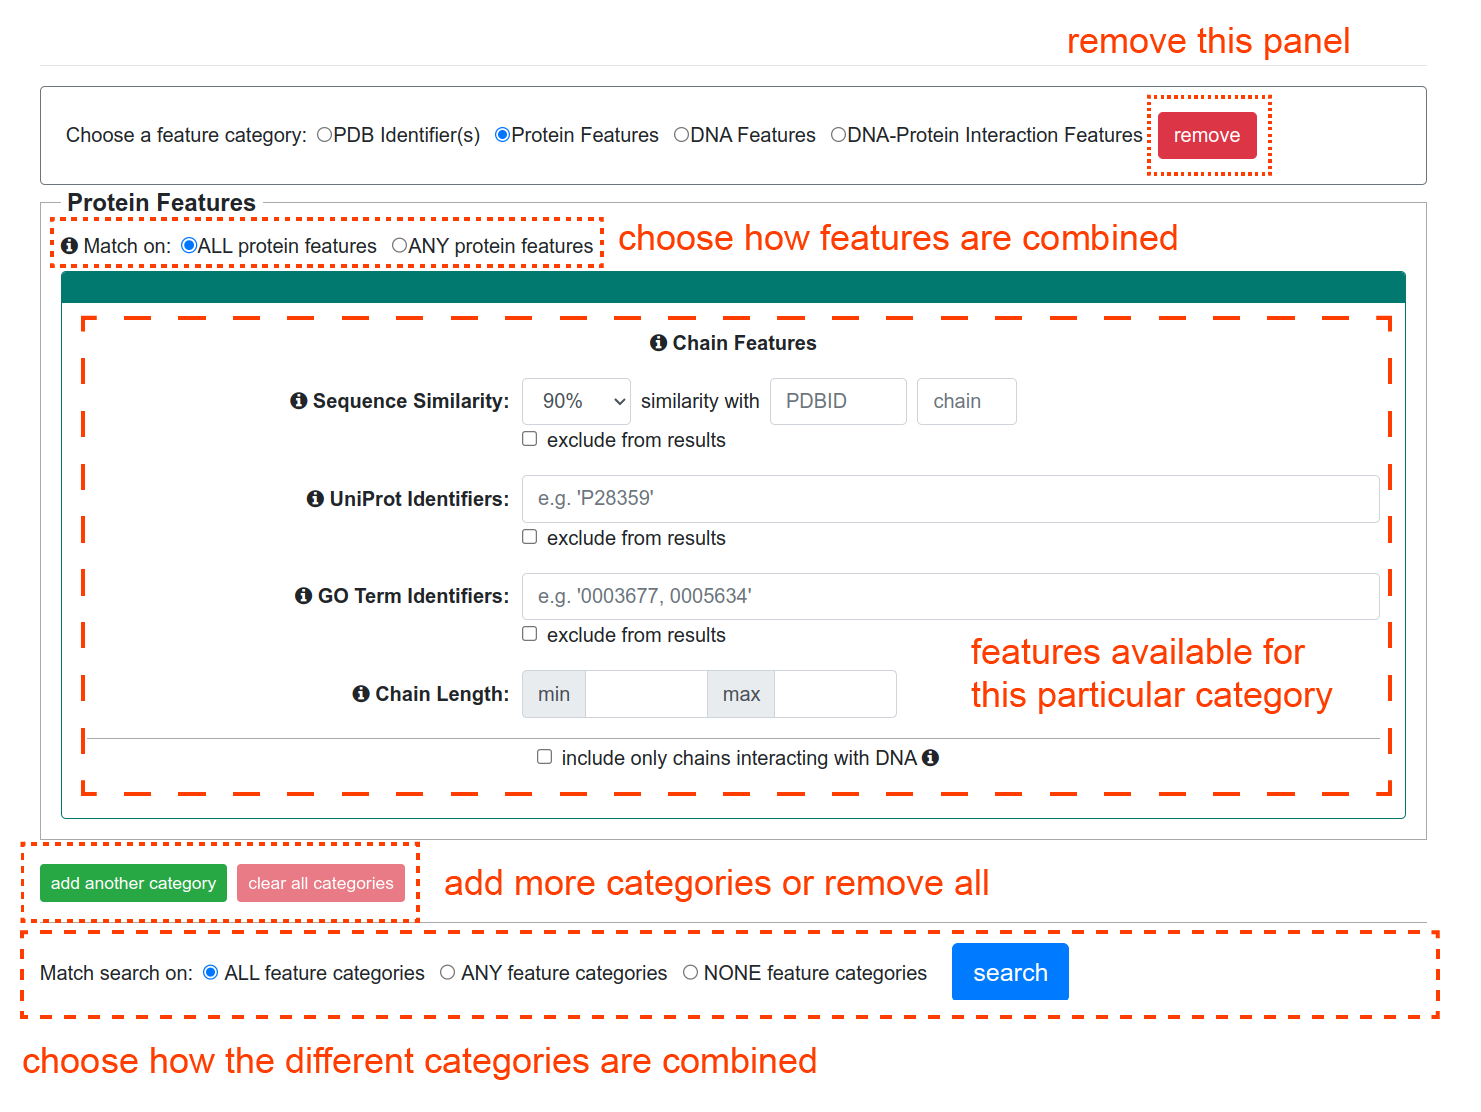 remove this panel
Choose a feature category: PDB Identifier(s) Protein Features DNA Features DNA-Protein Interaction Features remove
Protein Features
Match on: ALL protein features ANY protein features choose how features are combined
Chain Features
Sequence Similarity: 90% similarity with PDBID chain
exclude from results
UniProt Identifiers: e.g. 'P28359'
exclude from results
GO Term Identifiers: e.g. '0003677, 0005634'
exclude from results
features available for
this particular category
Chain Length: min max
include only chains interacting with DNA
add another category clear all categories add more categories or remove all
Match search on: ALL feature categories ANY feature categories NONE feature categories search
choose how the different categories are combined